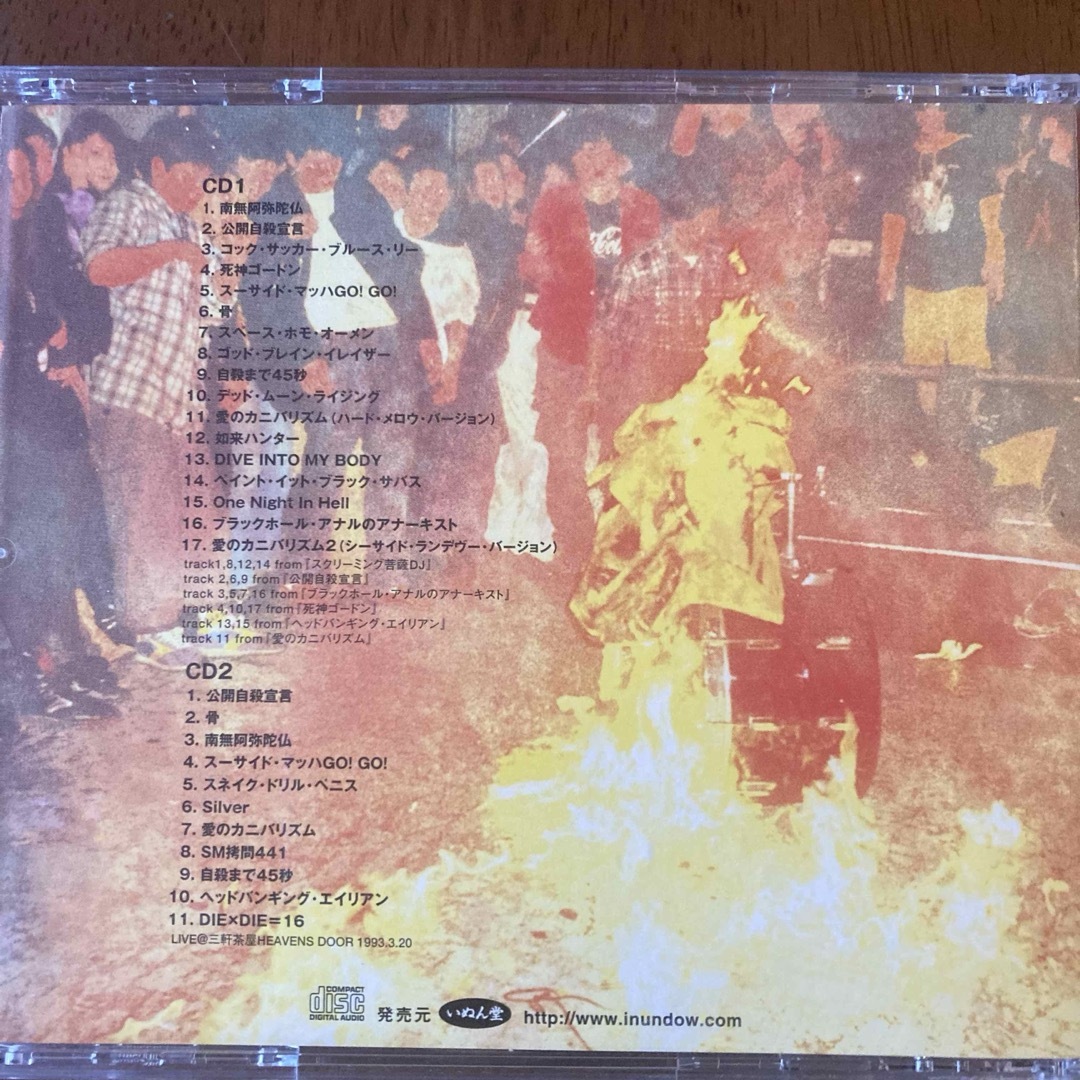 CD1
1. 南無阿弥陀仏
2. 公開自殺宣言
3. コック・サッカー・ブルース・リー
4. 死神ゴードン
5. スーサイド・マッハGO! GO!
6. 骨
7. スペース・ホモ・オーメン
8. ゴッド・ブレイン・イレイザー
9. 自殺まで45秒
10. デッド・ムーン・ライジング
11. 愛のカニバリズム(ハード・メロウ・バージョン)
12. 如来ハンター
13. DIVE INTO MY BODY
14. ペイント・イット・ブラック・サバス
15. One Night In Hell
16. ブラックホール・アナルのアナーキスト
17. 愛のカニバリズム2(シーサイド・ランデヴー・バージョン)
track1,8,12,14 from『スクリーミング菩薩DJ』
track 2,6,9 from『公開自殺宣言』
track 3,5,7,16 from『ブラックホール・アナルのアナーキスト』
track 4,10,17 from『死神ゴードン』
track 13,15 from『ヘッドバンギング・エイリアン』
track 11 from『愛のカニバリズム』
CD2
1. 公開自殺宣言
2. 骨
3. 南無阿弥陀仏
4. スーサイド・マッハGO! GO!
5. スネイク・ドリル・ペニス
6. Silver
7. 愛のカニバリズム
8. SM拷問441
9. 自殺まで45秒
10. ヘッドバンギング・エイリアン
11. DIE×DIE=16
LIVE@三軒茶屋HEAVENS DOOR 1993.3.20
COMPACT disc DIGITAL AUDIO 発売元 いぬん堂 http://www.inundow.com